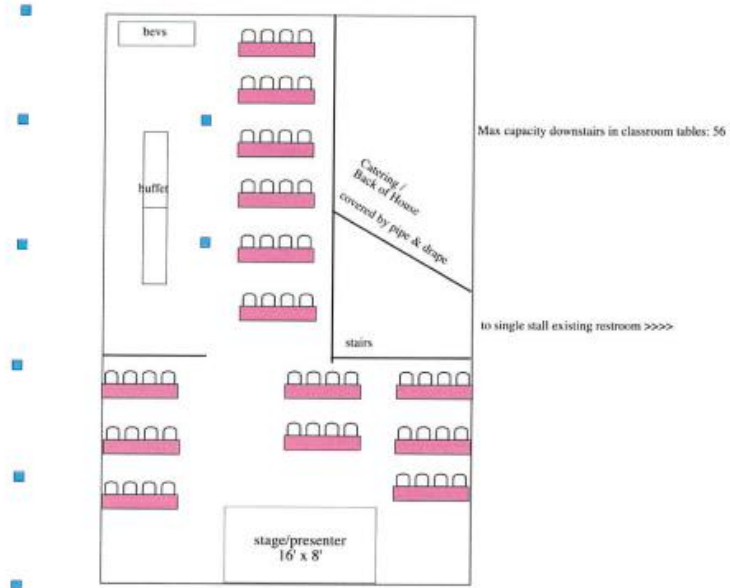 bevs
Max capacity downstairs in classroom tables: 56
buffet
Catering /
Back of House
covered by pipe & drape
to single stall existing restroom >>>>
stairs
stage/presenter
16' x 8'